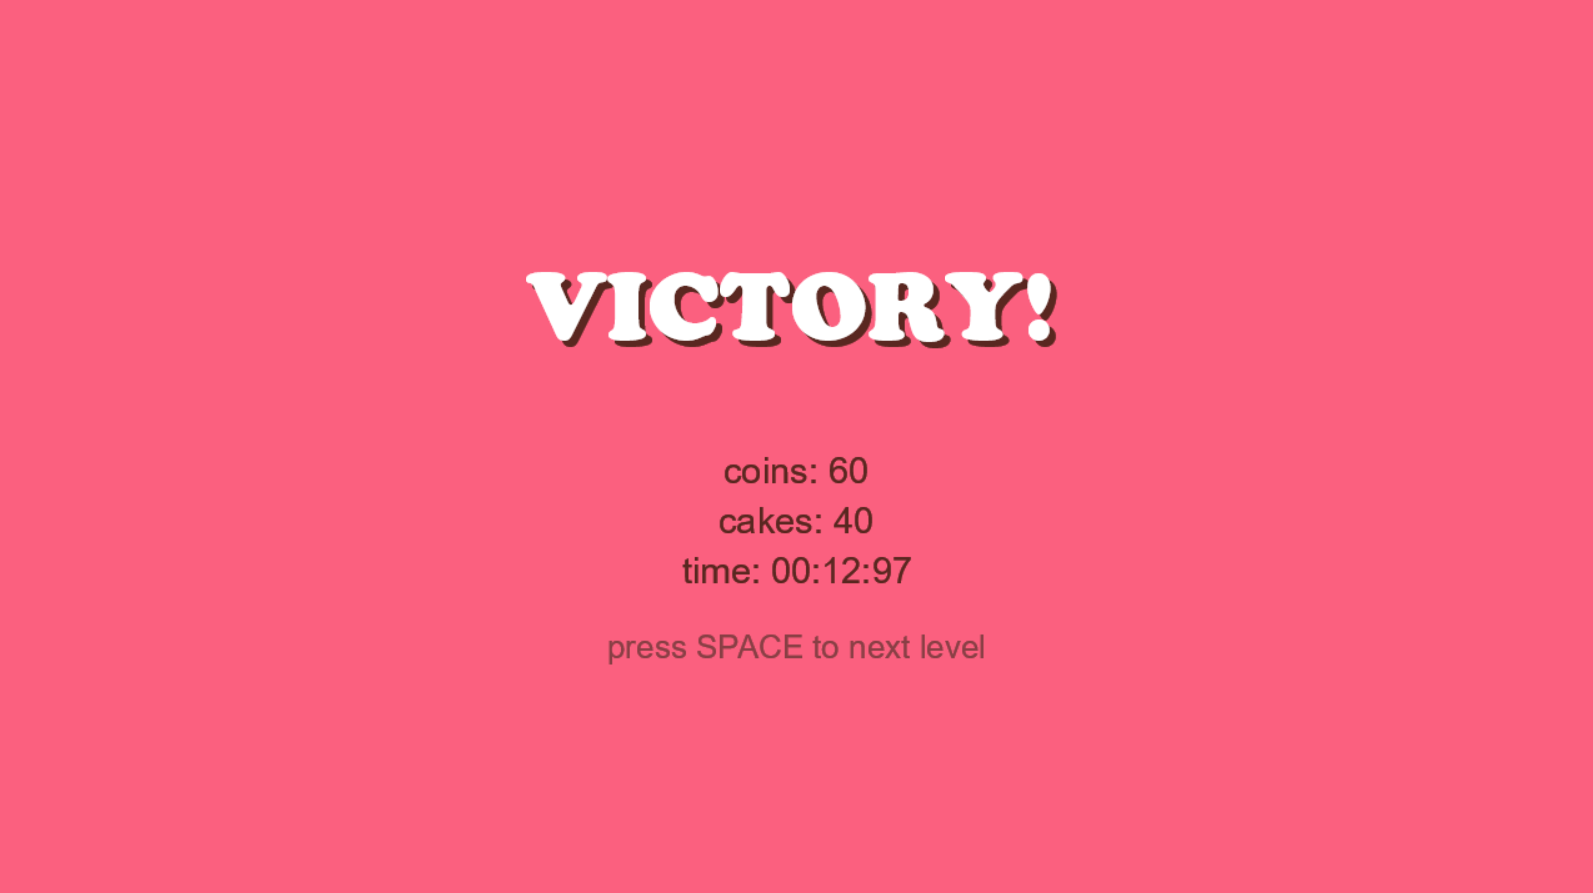 VICTORY!
coins: 60
cakes: 40
time: 00:12:97
press SPACE to next level